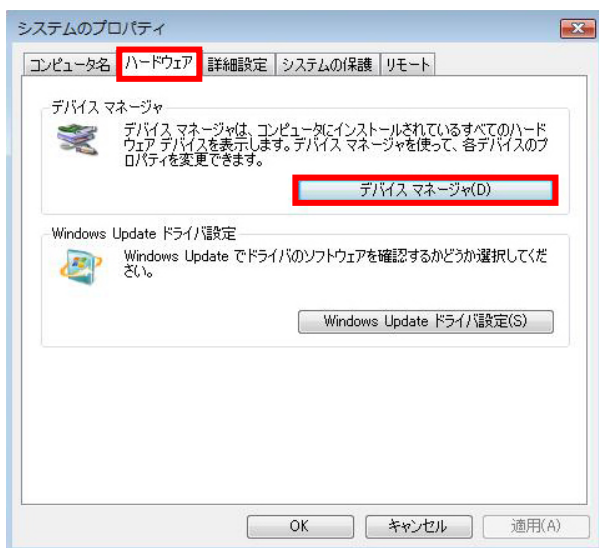 システムのプロパティ
コンピュータ名 ハードウェア 詳細設定 システムの保護 リモート
デバイス マネージャ
デバイス マネージャは、コンピュータにインストールされているすべてのハード
ウェア デバイスを表示します。デバイス マネージャを使って、各デバイスのプ
ロパティを変更できます。
デバイス マネージャ(D)
Windows Update ドライバ設定
Windows Update でドライバのソフトウェアを確認するかどうか選択してくだ
さい。
Windows Update ドライバ設定(S)
OK キャンセル 適用(A)